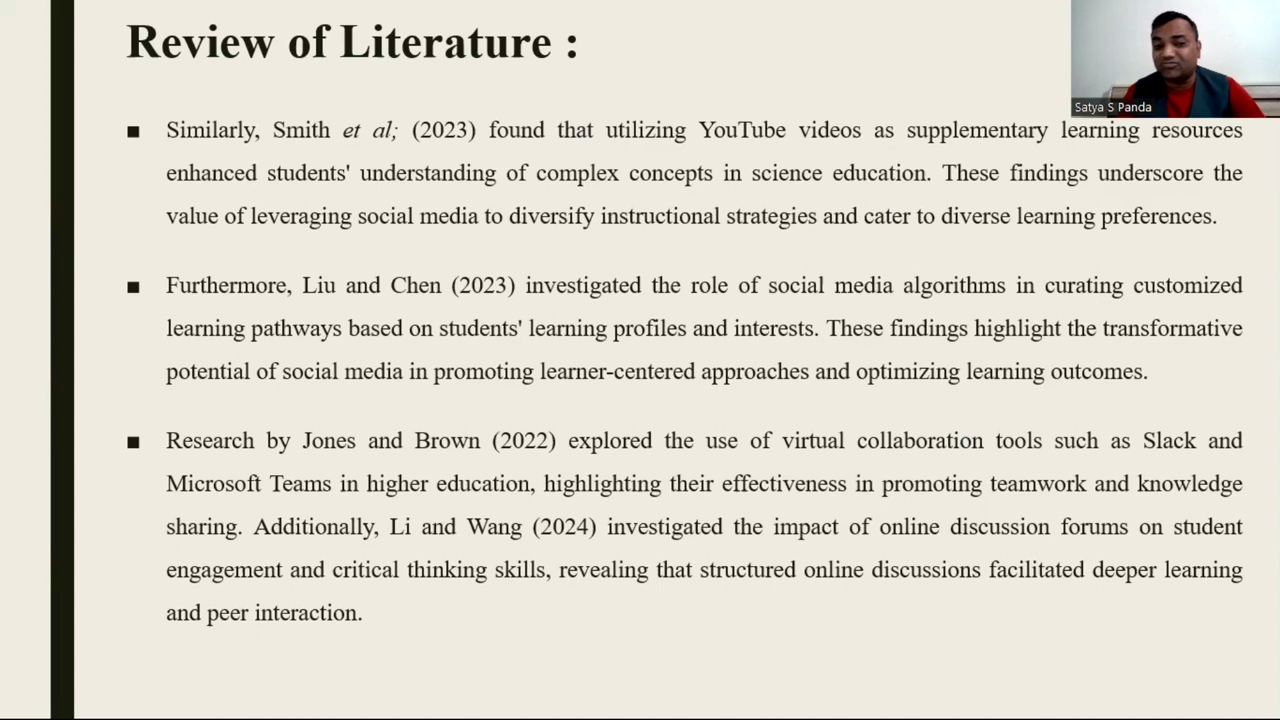 Review of Literature :
Satya S Panda
■ Similarly, Smith et al; (2023) found that utilizing YouTube videos as supplementary learning resources
enhanced students' understanding of complex concepts in science education. These findings underscore the
value of leveraging social media to diversify instructional strategies and cater to diverse learning preferences.
■ Furthermore, Liu and Chen (2023) investigated the role of social media algorithms in curating customized
learning pathways based on students' learning profiles and interests. These findings highlight the transformative
potential of social media in promoting learner-centered approaches and optimizing learning outcomes.
■ Research by Jones and Brown (2022) explored the use of virtual collaboration tools such as Slack and
Microsoft Teams in higher education, highlighting their effectiveness in promoting teamwork and knowledge
sharing. Additionally, Li and Wang (2024) investigated the impact of online discussion forums on student
engagement and critical thinking skills, revealing that structured online discussions facilitated deeper learning
and peer interaction.